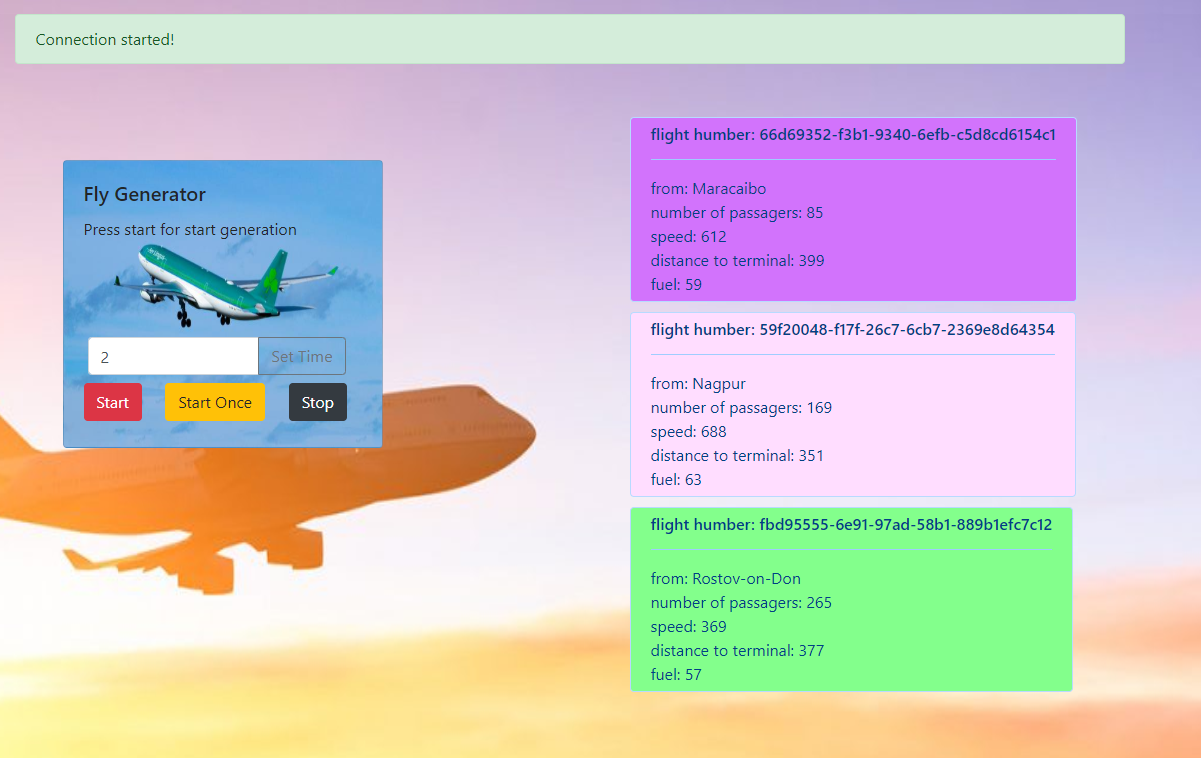 Connection started!
Fly Generator
Press start for start generation
2
Set Time
Start
Start Once
Stop
flight humber: 66d69352-f3b1-9340-6efb-c5d8cd6154c1
from: Maracaibo
number of passagers: 85
speed: 612
distance to terminal: 399
fuel: 59
flight humber: 59f20048-f17f-26c7-6cb7-2369e8d64354
from: Nagpur
number of passagers: 169
speed: 688
distance to terminal: 351
fuel: 63
flight humber: fbd95555-6e91-97ad-58b1-889b1efc7c12
from: Rostov-on-Don
number of passagers: 265
speed: 369
distance to terminal: 377
fuel: 57